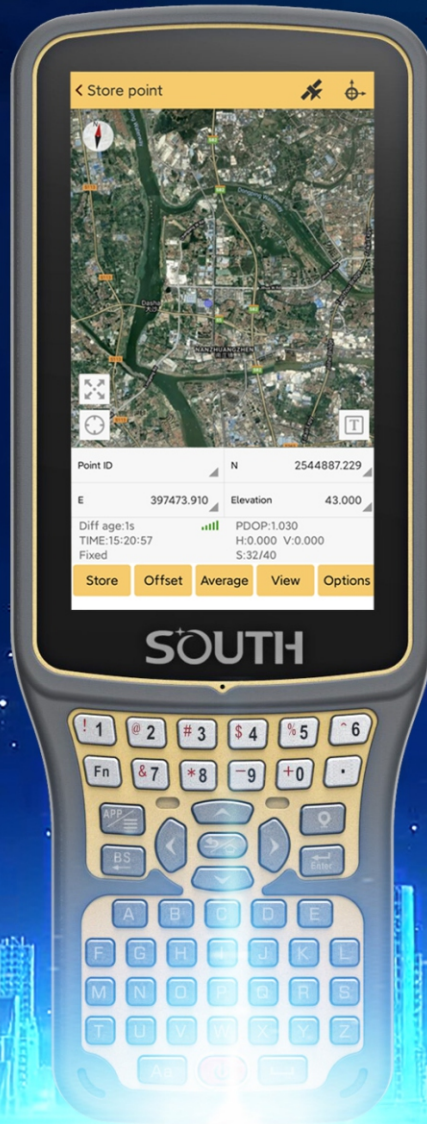 Store point
Dasha
NANZHUANGZHEN
T
Point ID
N 2544887.229
E 397473.910
Elevation 43.000
Diff age:1s
PDOP:1.030
TIME:15:20:57
H:0.000 V:0.000
Fixed
S:32/40
Store Offset Average View Options
SOUTH
! 1 @ 2 # 3 $ 4 % 5 ^ 6
Fn & 7 * 8 - 9 + 0 .
APP
BS
Enter
A B C D E
F G H I J K L
M N O P Q R S
T U V W X Y Z